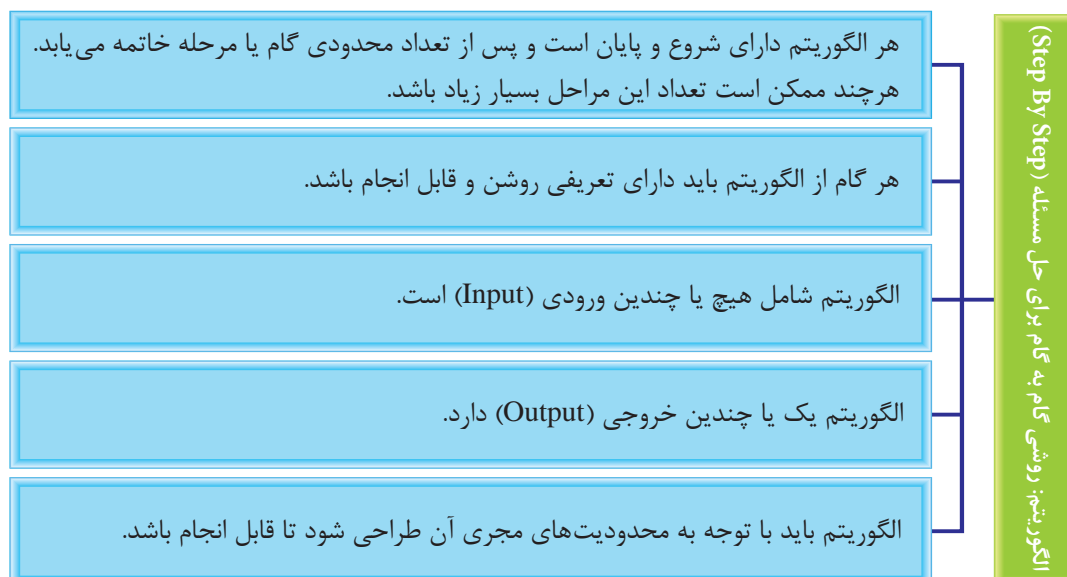 الگوریتم: روشی گام به گام برای حل مسئله (Step By Step)
هر الگوریتم دارای شروع و پایان است و پس از تعداد محدودی گام یا مرحله خاتمه می‌یابد.
هرچند ممکن است تعداد این مراحل بسیار زیاد باشد.
هر گام از الگوریتم باید دارای تعریفی روشن و قابل انجام باشد.
الگوریتم شامل هیچ یا چندین ورودی (Input) است.
الگوریتم یک یا چندین خروجی (Output) دارد.
الگوریتم باید با توجه به محدودیت‌های مجری آن طراحی شود تا قابل انجام باشد.